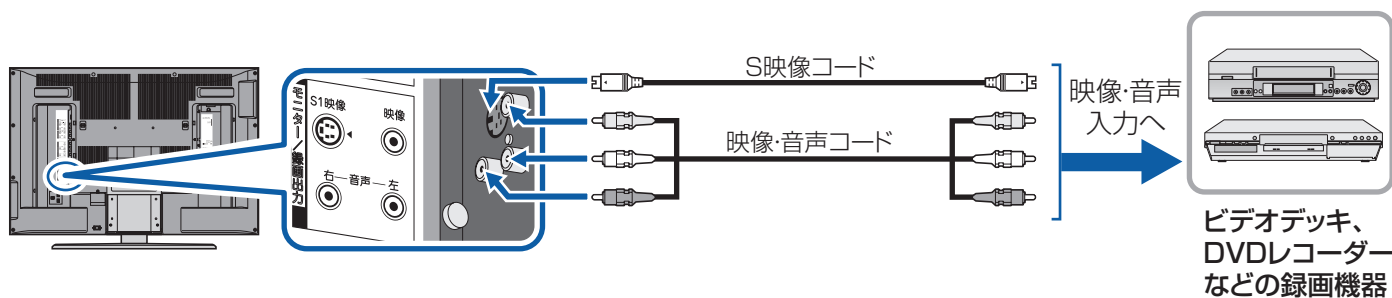 モニター/録画出力
S1映像
映像
右―音声―左
S映像コード
映像・音声コード
映像・音声
入力へ
ビデオデッキ、
DVDレコーダー
などの録画機器